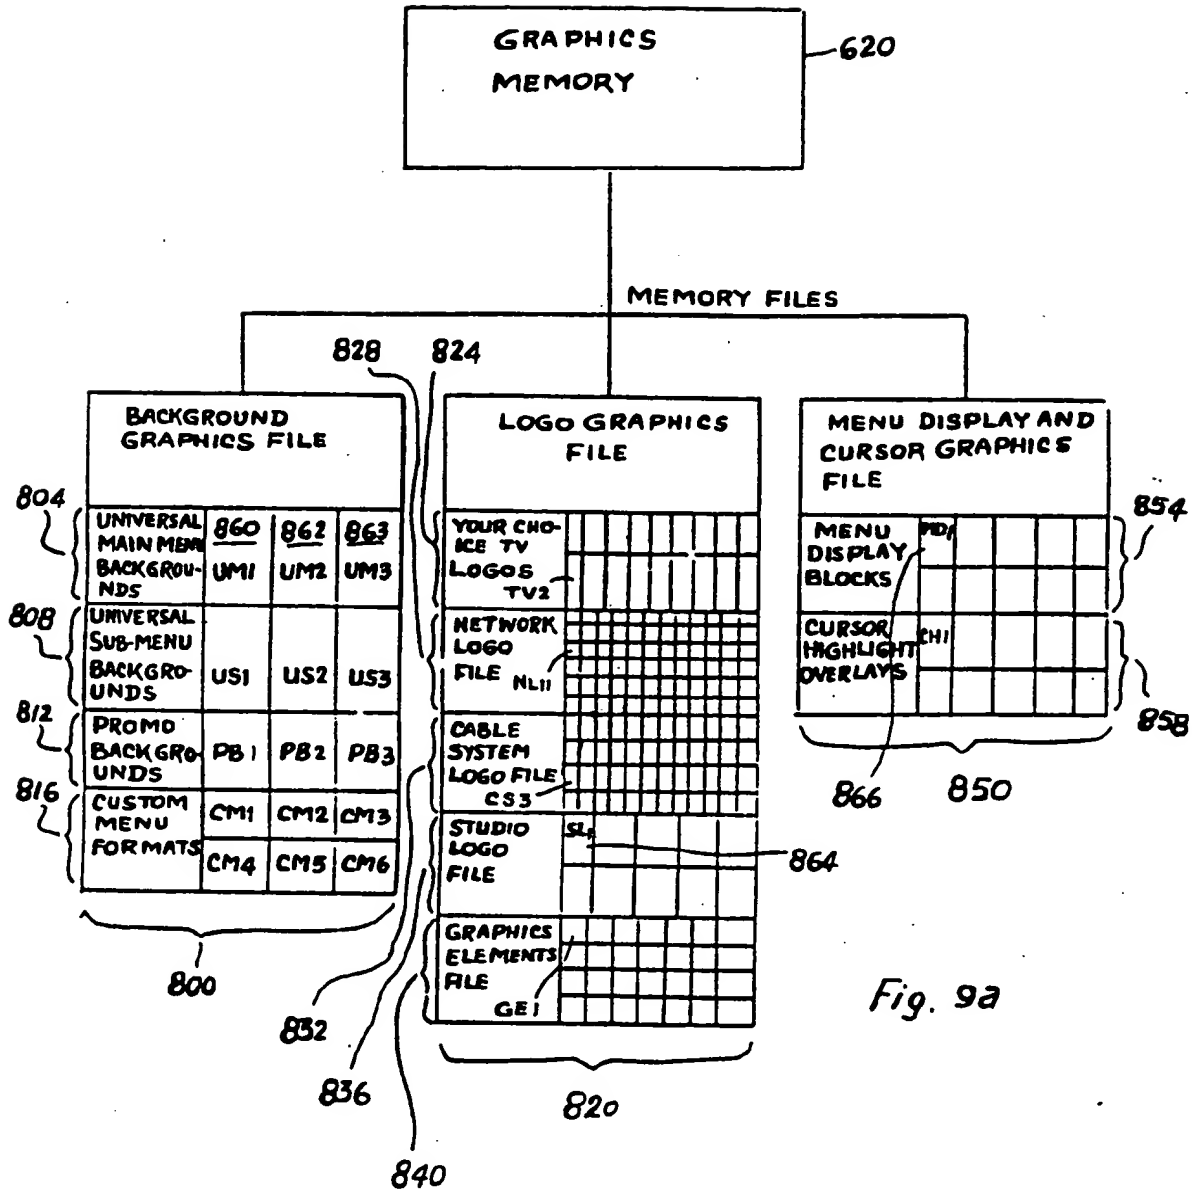 GRAPHICS
MEMORY
620
MEMORY FILES
828
824
BACKGROUND
GRAPHICS FILE
804
UNIVERSAL
MAIN MENU
BACKGROU-
NDS
860
862
863
UM1
UM2
UM3
808
UNIVERSAL
SUB-MENU
BACKGRO-
UNDS
US1
US2
US3
812
PROMO
BACKGRO-
UNDS
PB1
PB2
PB3
816
CUSTOM
MENU
FORMATS
CM1
CM2
CM3
CM4
CM5
CM6
800
LOGO GRAPHICS
FILE
YOUR CHO-
ICE TV
LOGOS
TV2
NETWORK
LOGO
FILE
NL11
CABLE
SYSTEM
LOGO FILE
CS3
STUDIO
LOGO
FILE
SL1
864
GRAPHICS
ELEMENTS
FILE
GE1
832
836
840
820
MENU DISPLAY AND
CURSOR GRAPHICS
FILE
MENU
DISPLAY
BLOCKS
MD1
854
CURSOR
HIGHLIGHT
OVERLAYS
CH1
858
866
850
Fig. 9a